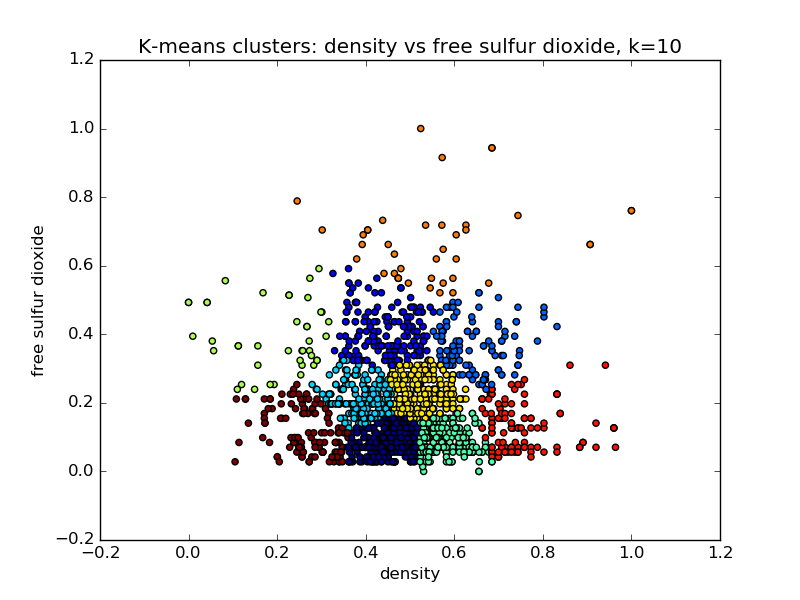 K-means clusters: density vs free sulfur dioxide, k=10
1.2
1.0
0.8
0.6
0.4
0.2
0.0
−0.2
free sulfur dioxide
−0.2 0.0 0.2 0.4 0.6 0.8 1.0 1.2
density